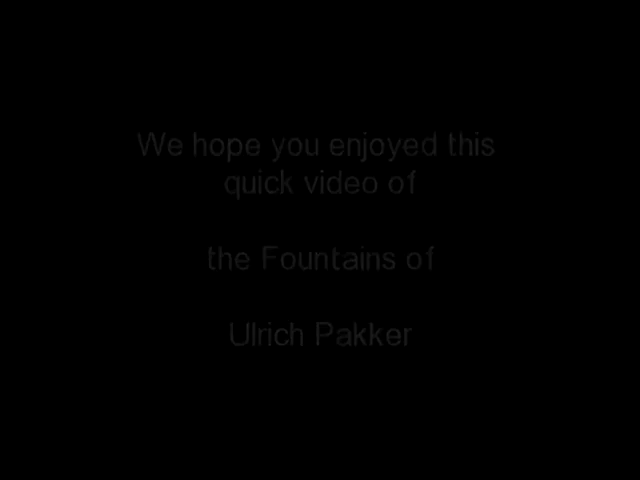 We hope you enjoyed this
quick video of
the Fountains of
Ulrich Pakker